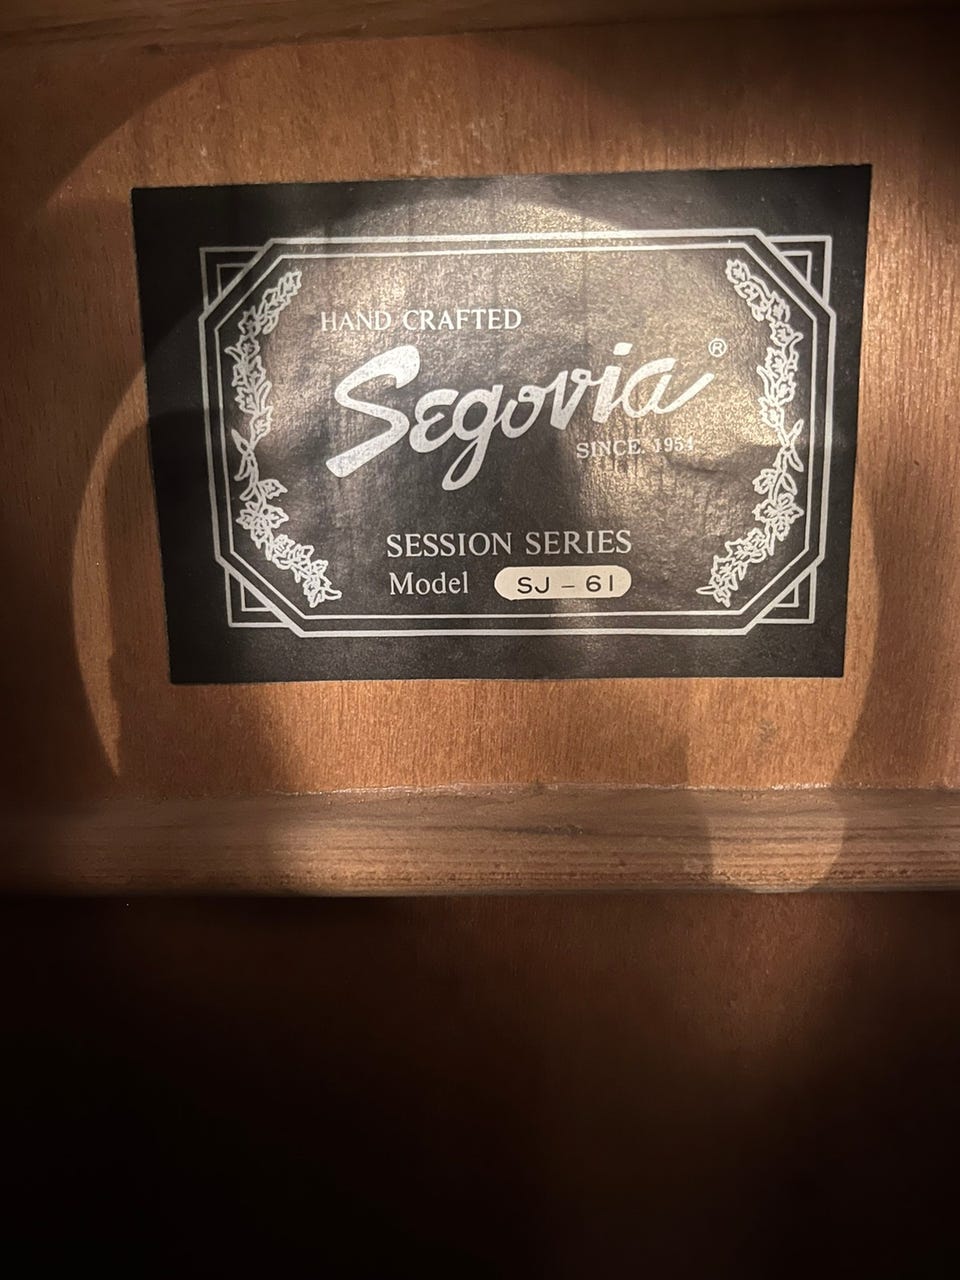 HAND CRAFTED
Segovia ®
SINCE. 1954
SESSION SERIES
Model SJ-61